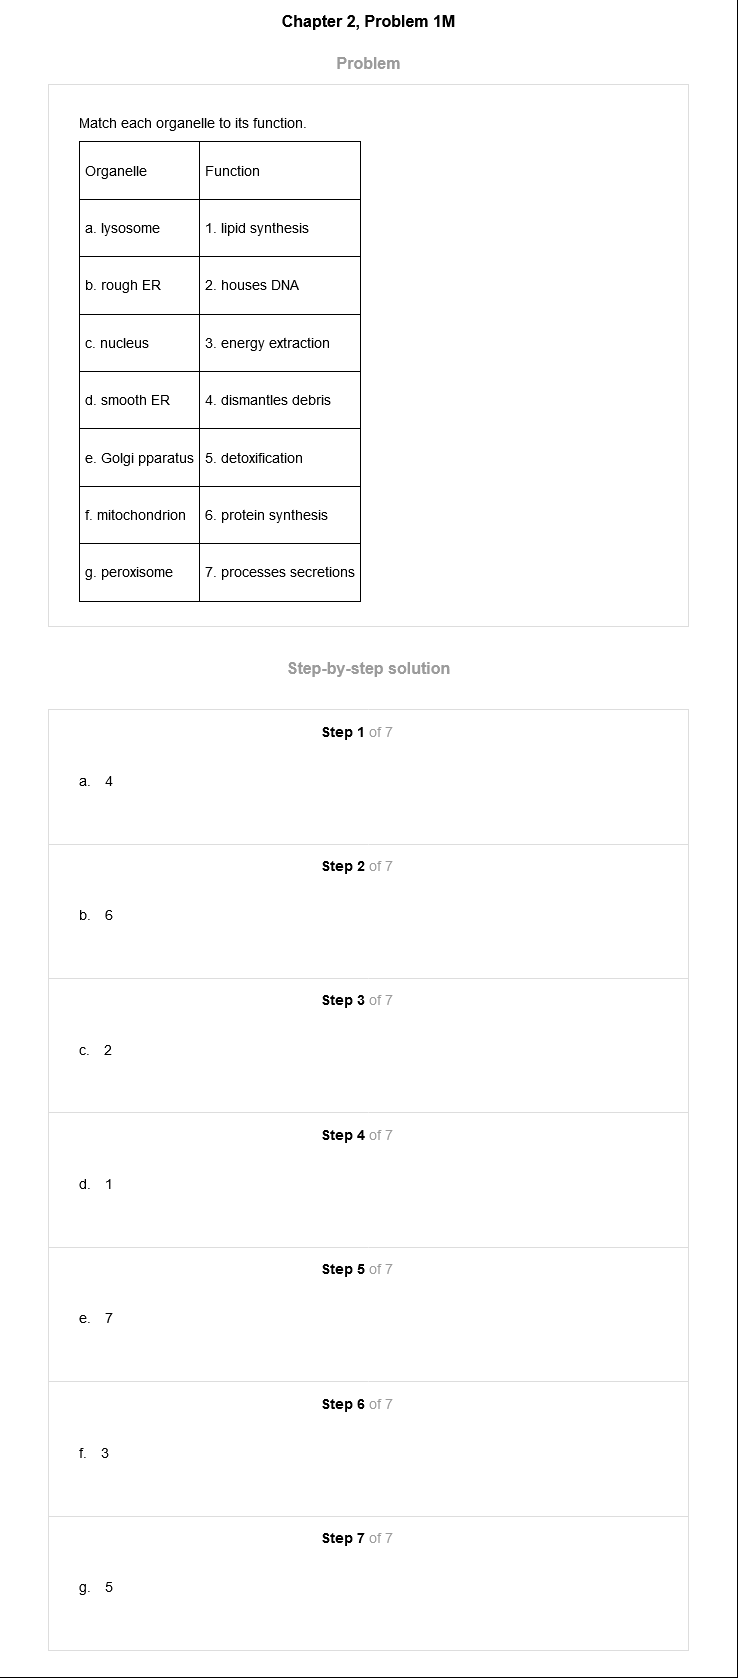 Chapter 2, Problem 1M
Problem
Match each organelle to its function.
Organelle Function
a. lysosome 1. lipid synthesis
b. rough ER 2. houses DNA
c. nucleus 3. energy extraction
d. smooth ER 4. dismantles debris
e. Golgi pparatus 5. detoxification
f. mitochondrion 6. protein synthesis
g. peroxisome 7. processes secretions
Step-by-step solution
Step 1 of 7
a. 4
Step 2 of 7
b. 6
Step 3 of 7
c. 2
Step 4 of 7
d. 1
Step 5 of 7
e. 7
Step 6 of 7
f. 3
Step 7 of 7
g. 5